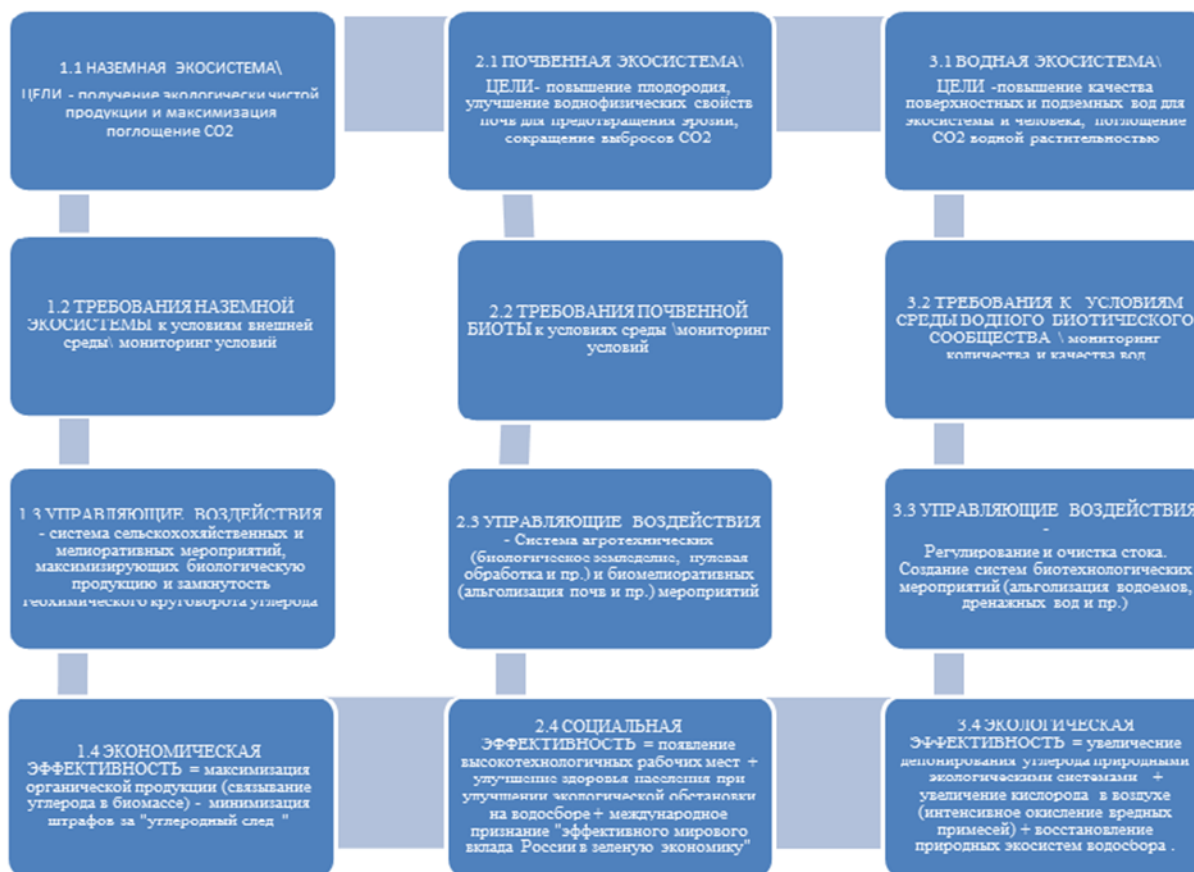 1.1 НАЗЕМНАЯ ЭКОСИСТЕМА\
ЦЕЛИ - получение экологически чистой
продукции и максимизация
поглощение СО2
2.1 ПОЧВЕННАЯ ЭКОСИСТЕМА\
ЦЕЛИ- повышение плодородия,
улучшение воднофизических свойств
почв для предотвращения эрозии,
сокращение выбросов СО2
3.1 ВОДНАЯ ЭКОСИСТЕМА\
ЦЕЛИ -повышение качества
поверхностных и подземных вод для
экосистемы и человека, поглощение
СО2 водной растительностью
1.2 ТРЕБОВАНИЯ НАЗЕМНОЙ
ЭКОСИСТЕМЫ к условиям внешней
среды\ мониторинг условий
2.2 ТРЕБОВАНИЯ ПОЧВЕННОЙ
БИОТЫ к условиях среды \мониторинг
условий
3.2 ТРЕБОВАНИЯ К УСЛОВИЯМ
СРЕДЫ ВОДНОГО БИОТИЧЕСКОГО
СООБЩЕСТВА \ мониторинг
количества и качества вод
1.3 УПРАВЛЯЮЩИЕ ВОЗДЕЙСТВИЯ
- система сельскохохяйственных и
мелиоративных мероприятий,
максимизирующих биологическую
продукцию и замкнутость
геохимического круговорота углерода
2.3 УПРАВЛЯЮЩИЕ ВОЗДЕЙСТВИЯ
- Система агротехнических
(биологическое земледелие, нулевая
обработка и пр.) и биомелиоративных
(альголизация почв и пр.) мероприятий
3.3 УПРАВЛЯЮЩИЕ ВОЗДЕЙСТВИЯ
-
Регулирование и очистка стока.
Создание систем биотехнологических
мероприятий (альголизация водоемов,
дренажных вод и пр.)
1.4 ЭКОНОМИЧЕСКАЯ
ЭФФЕКТИВНОСТЬ = максимизация
органической продукции (связывание
углерода в биомассе) - минимизация
штрафов за "углеродный след "
2.4 СОЦИАЛЬНАЯ
ЭФФЕКТИВНОСТЬ = появление
высокотехнологичных рабочих мест +
улучшение здоровья населения при
улучшении экологической обстановки
на водосборе + международное
признание "эффективного мирового
вклада России в зеленую экономику"
3.4 ЭКОЛОГИЧЕСКАЯ
ЭФФЕКТИВНОСТЬ = увеличение
депонирования углерода природными
экологическими системами +
увеличение кислорода в воздухе
(интенсивное окисление вредных
примесей) + восстановление
природных экосистем водосбора .